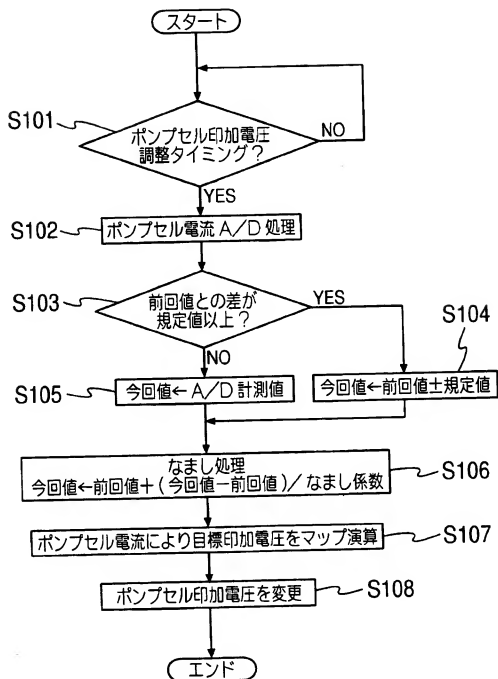 スタート
S101
ポンプセル印加電圧
調整タイミング?
NO
YES
S102
ポンプセル電流 A/D 処理
S103
前回値との差が
規定値以上?
YES
S104
NO
S105
今回値←A/D 計測値
今回値←前回値±規定値
なまし処理
今回値←前回値+(今回値−前回値)/なまし係数
S106
ポンプセル電流により目標印加電圧をマップ演算
S107
ポンプセル印加電圧を変更
S108
エンド